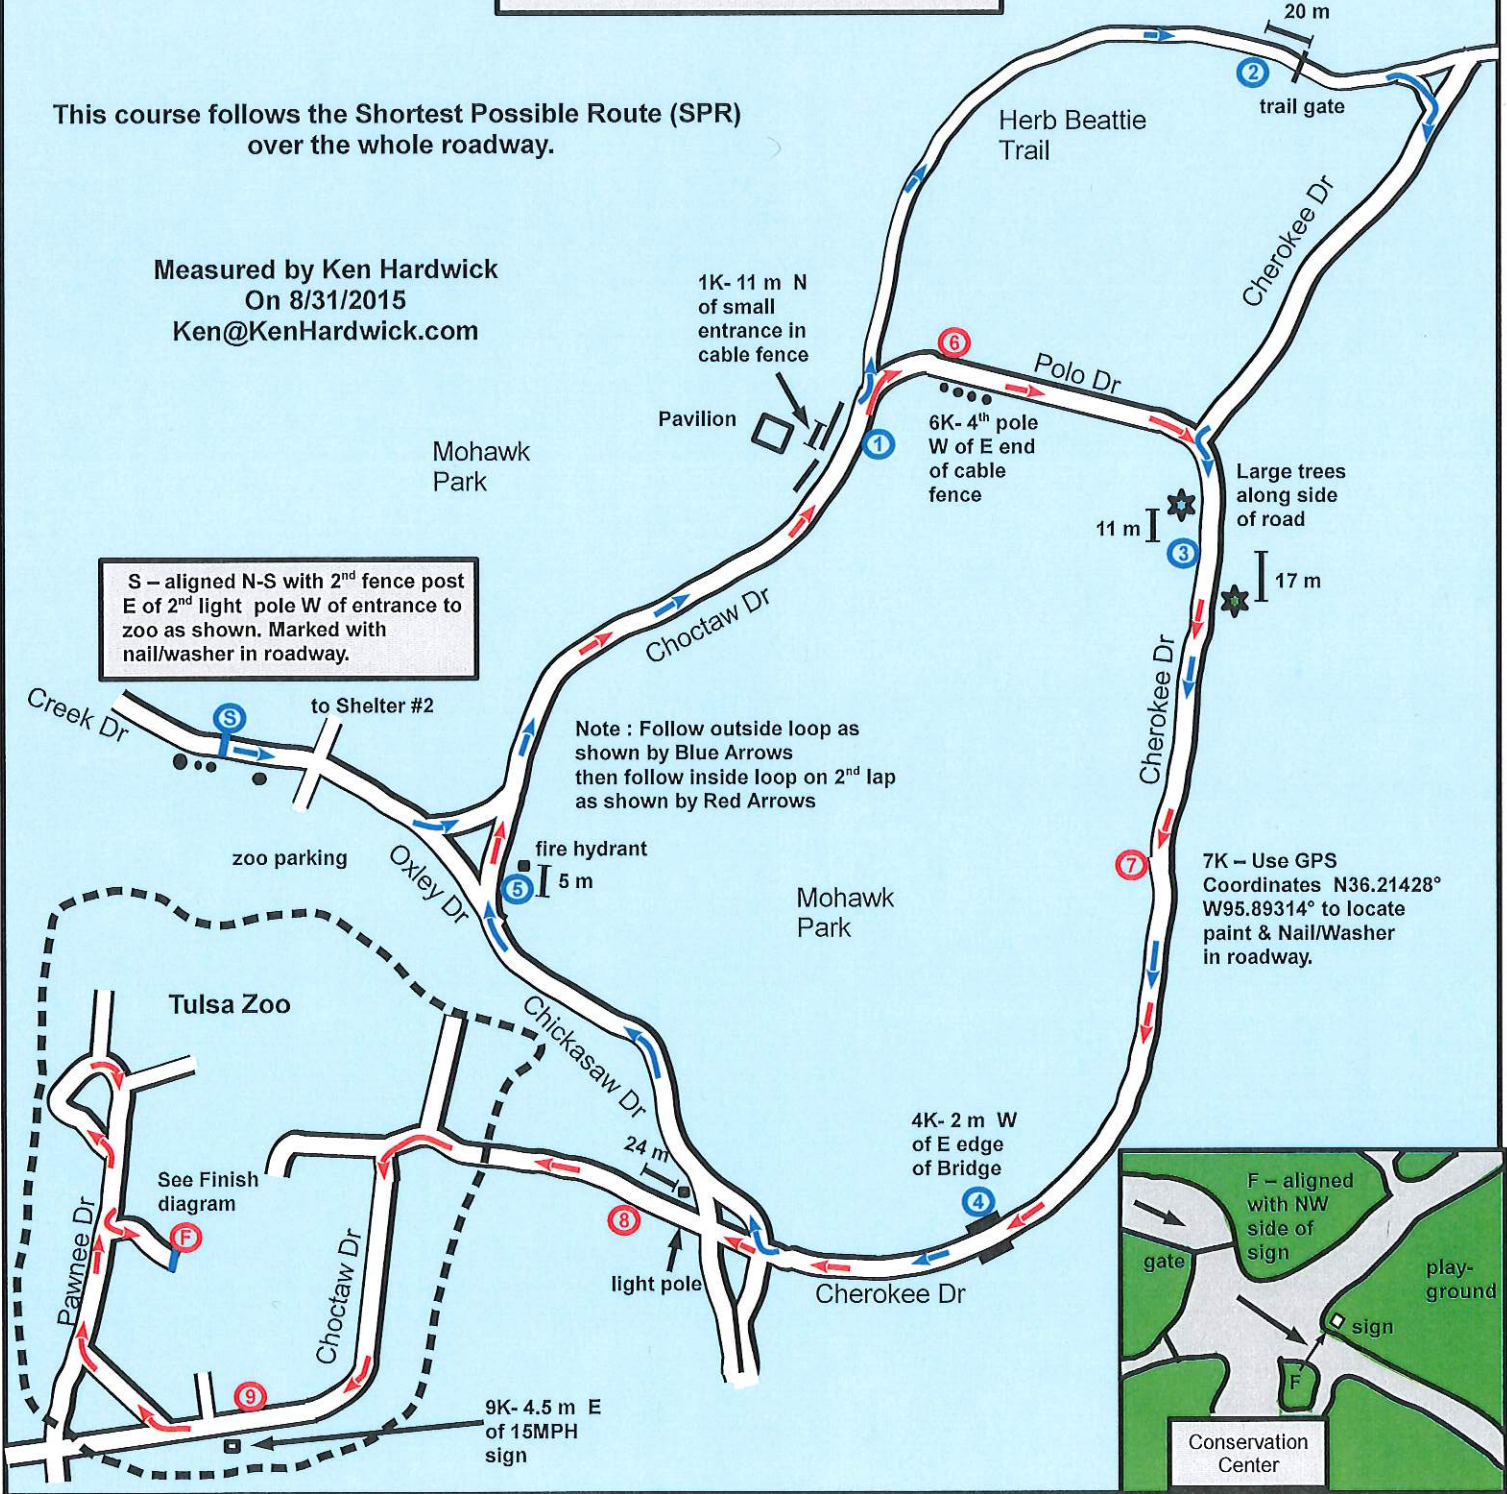 20 m
2
trail gate
This course follows the Shortest Possible Route (SPR)
over the whole roadway.
Herb Beattie
Trail
Cherokee Dr
Measured by Ken Hardwick
On 8/31/2015
Ken@KenHardwick.com
1K- 11 m N
of small
entrance in
cable fence
6
Polo Dr
Pavilion
1
6K- 4th pole
W of E end
of cable
fence
Mohawk
Park
Large trees
along side
of road
11 m
3
17 m
S – aligned N-S with 2nd fence post
E of 2nd light pole W of entrance to
zoo as shown. Marked with
nail/washer in roadway.
Choctaw Dr
Cherokee Dr
Creek Dr
S
to Shelter #2
Note : Follow outside loop as
shown by Blue Arrows
then follow inside loop on 2nd lap
as shown by Red Arrows
zoo parking
Oxley Dr
fire hydrant
5
5 m
7
7K – Use GPS
Coordinates N36.21428°
W95.89314° to locate
paint & Nail/Washer
in roadway.
Mohawk
Park
Tulsa Zoo
Chickasaw Dr
24 m
4K- 2 m W
of E edge
of Bridge
4
See Finish
diagram
F
Pawnee Dr
8
light pole
Cherokee Dr
Choctaw Dr
9
9K- 4.5 m E
of 15MPH
sign
F – aligned
with NW
side of
sign
gate
play-
ground
sign
F
Conservation
Center